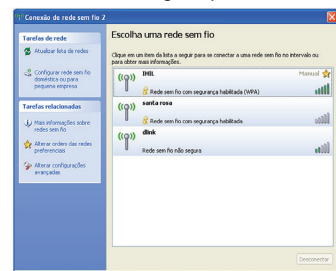 Conexão de rede sem fio 2
Tarefas de rede
Atualizar lista de redes
Configurar rede sem fio
doméstica ou para
pequena empresa
Tarefas relacionadas
Mais informações sobre
redes sem fio
Alterar ordem das redes
preferenciais
Alterar configurações
avançadas
Escolha uma rede sem fio
Clique em um item da lista a seguir para se conectar a uma rede sem fio no intervalo ou
para obter mais informações.
Manual
Rede sem fio com segurança habilitada (WPA)
santa rosa
Rede sem fio com segurança habilitada
dlink
Rede sem fio não segura
Desconectar